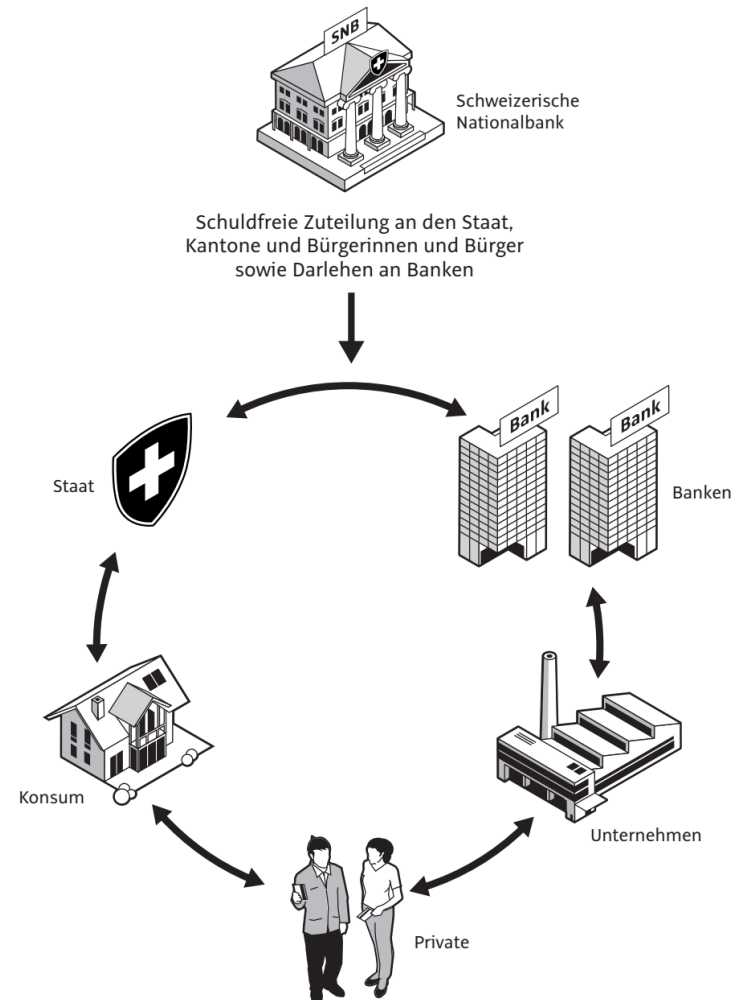 SNB
Schweizerische
Nationalbank
Schuldfreie Zuteilung an den Staat,
Kantone und Bürgerinnen und Bürger
sowie Darlehen an Banken
Bank
Bank
Staat
Banken
Konsum
Unternehmen
Private